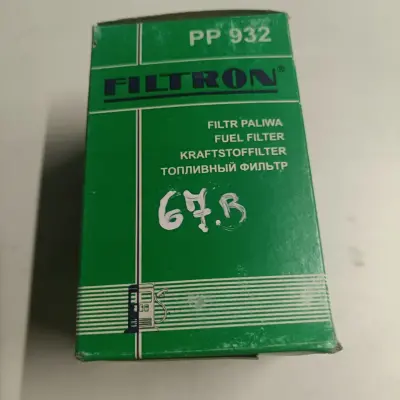 PP 932
FILTRON®
FILTR PALIWA
FUEL FILTER
KRAFTSTOFFILTER
ТОПЛИВНЫЙ ФИЛЬТР
67.B